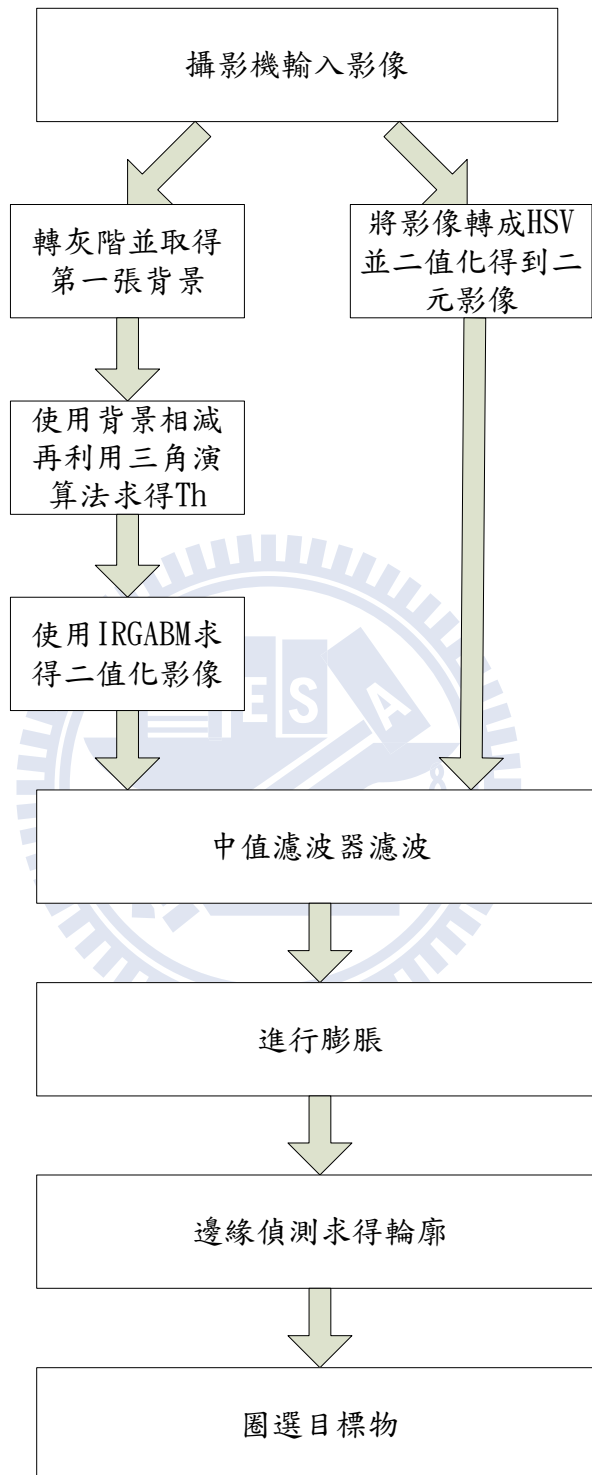 攝影機輸入影像
轉灰階並取得
第一張背景
將影像轉成HSV
並二值化得到二
元影像
使用背景相減
再利用三角演
算法求得Th
使用IRGABM求
得二值化影像
ESA
中值濾波器濾波
進行膨脹
邊緣偵測求得輪廓
圈選目標物